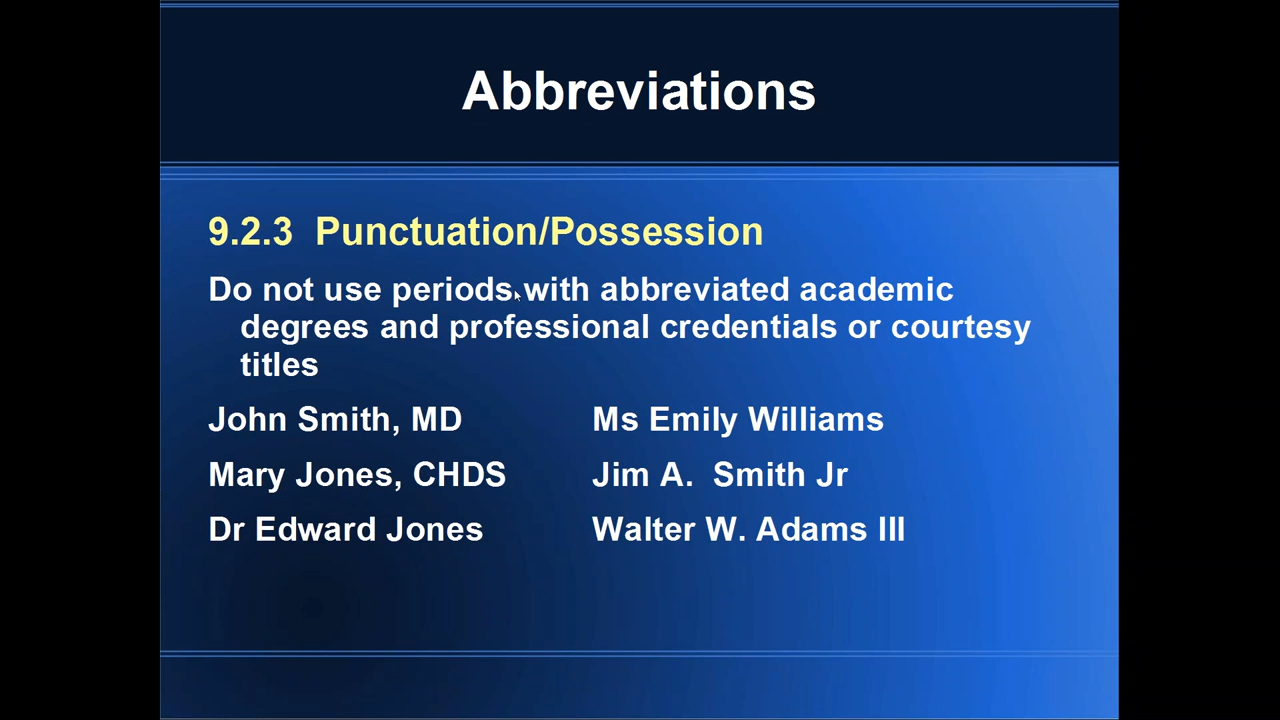 Abbreviations
9.2.3  Punctuation/Possession
Do not use periods with abbreviated academic
degrees and professional credentials or courtesy
titles
John Smith, MD
Ms Emily Williams
Mary Jones, CHDS
Jim A.  Smith Jr
Dr Edward Jones
Walter W. Adams III